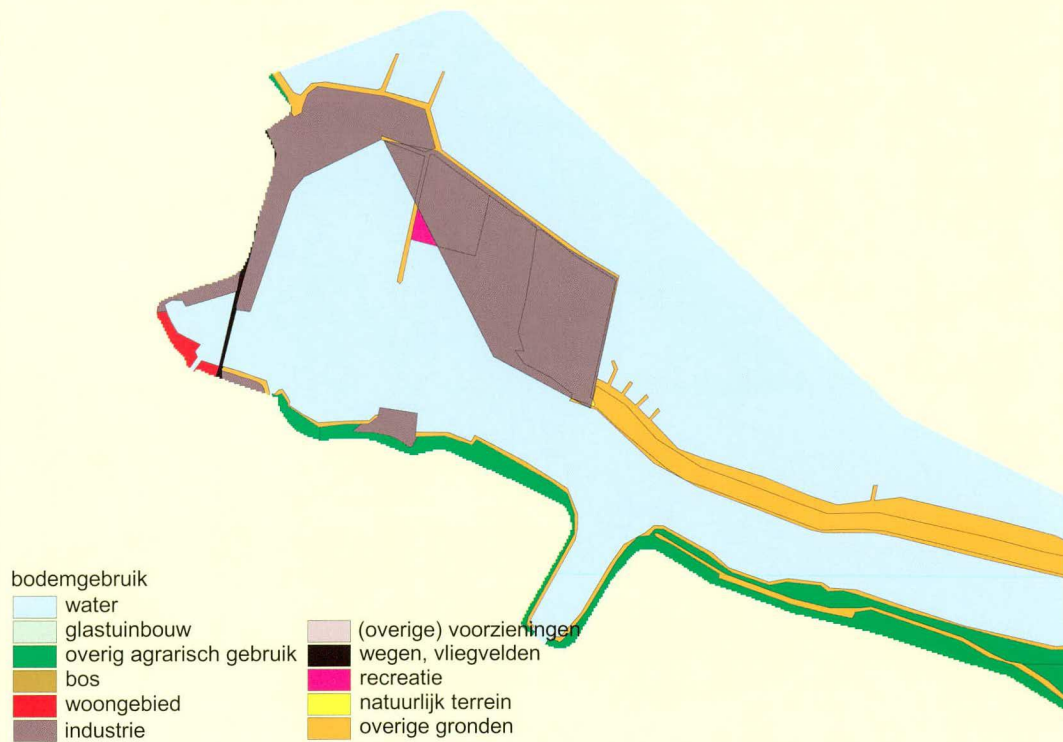 bodemgebruik
water
glastuinbouw
overig agrarisch gebruik
bos
woongebied
industrie
(overige) voorzieningen
wegen, vliegvelden
recreatie
natuurlijk terrein
overige gronden